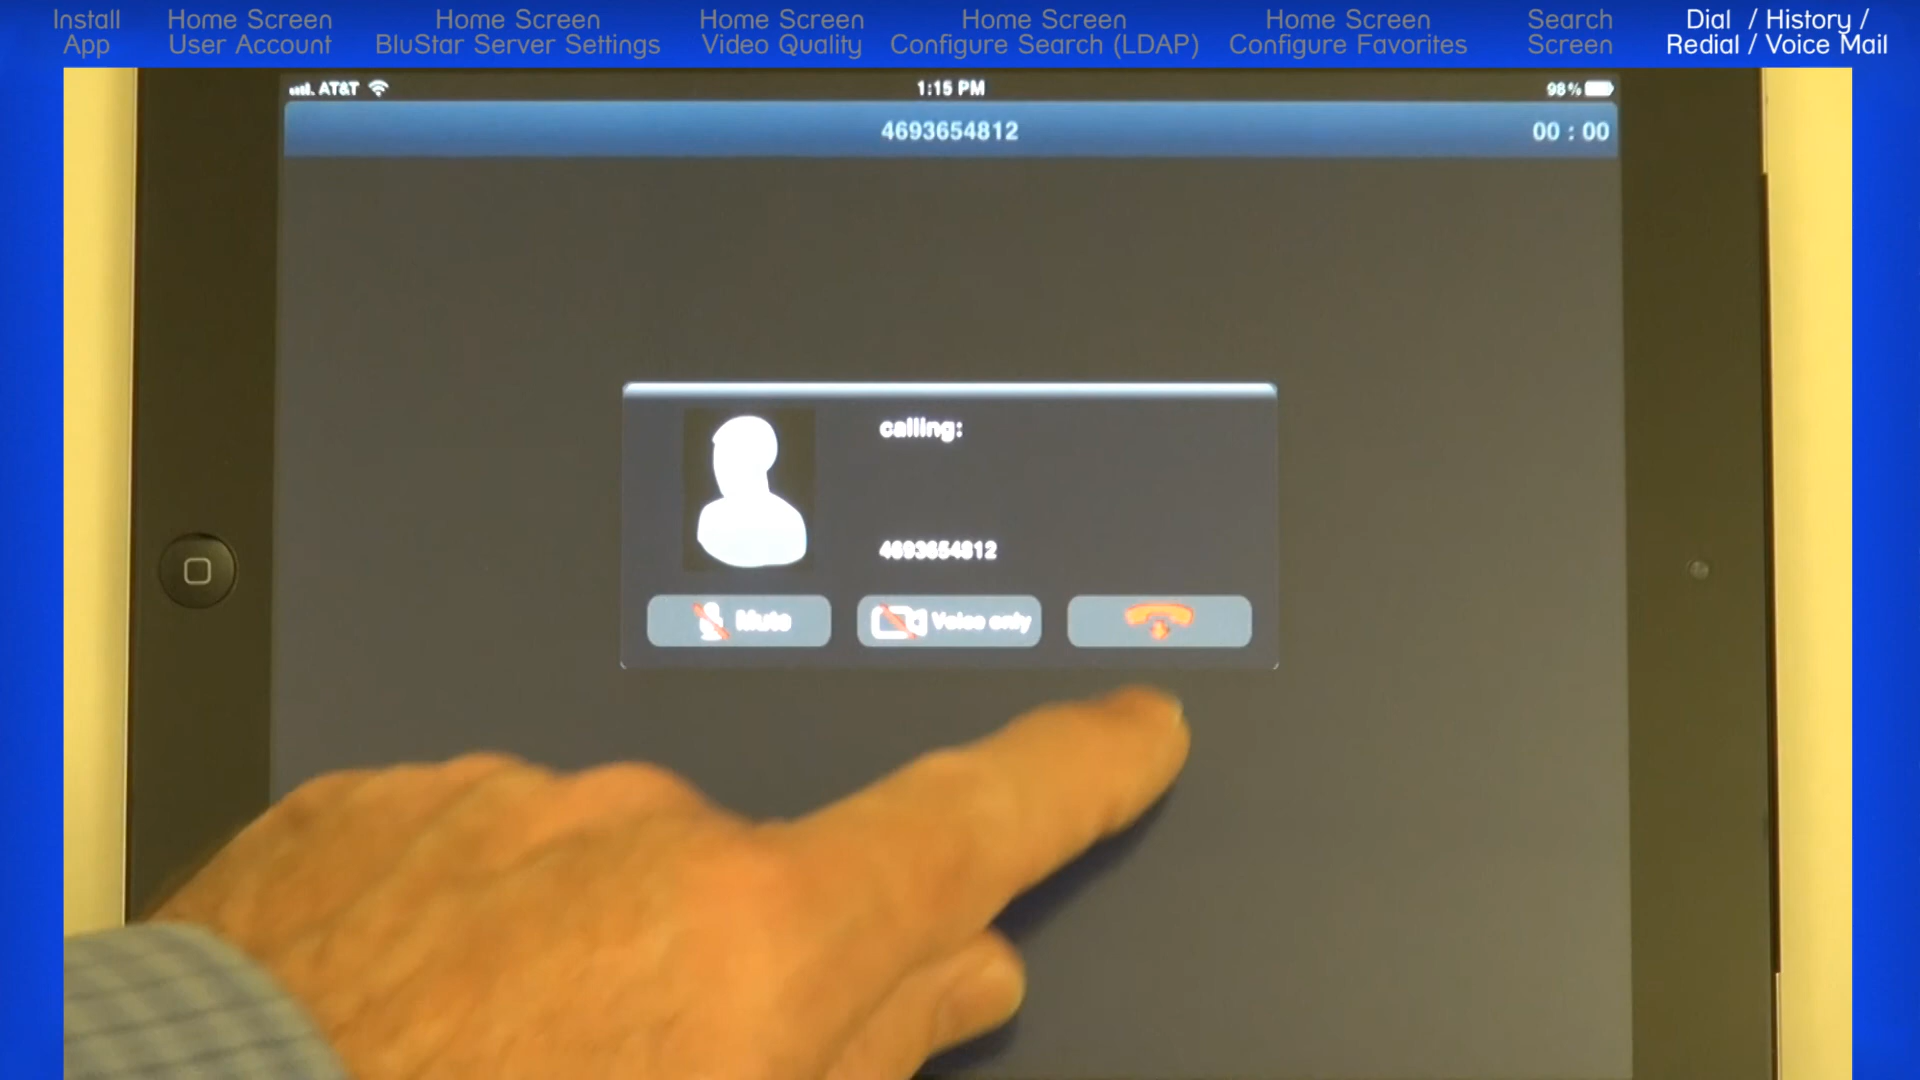 Install
App
Home Screen
User Account
Home Screen
BluStar Server Settings
Home Screen
Video Quality
Home Screen
Configure Search (LDAP)
Home Screen
Configure Favorites
Search
Screen
Dial / History /
Redial / Voice Mail
AT&T
1:15 PM
98%
4693654812
00 : 00
calling:
4693654812
Mute
Voice only